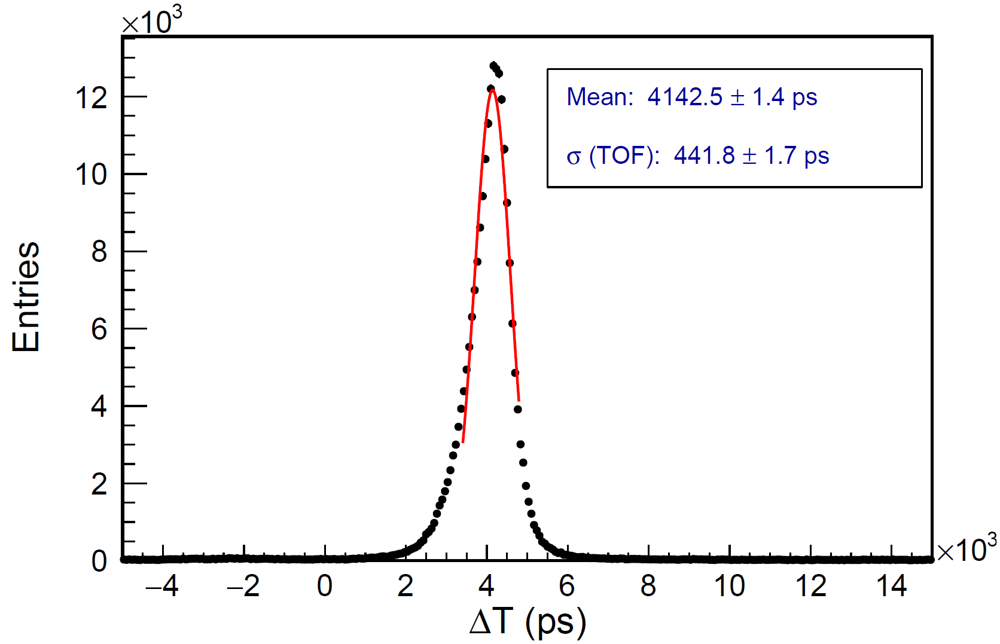 ×10³
Entries
12
10
8
6
4
2
0
Mean: 4142.5 ± 1.4 ps
σ (TOF): 441.8 ± 1.7 ps
−4 −2 0 2 4 6 8 10 12 14
×10³
ΔT (ps)